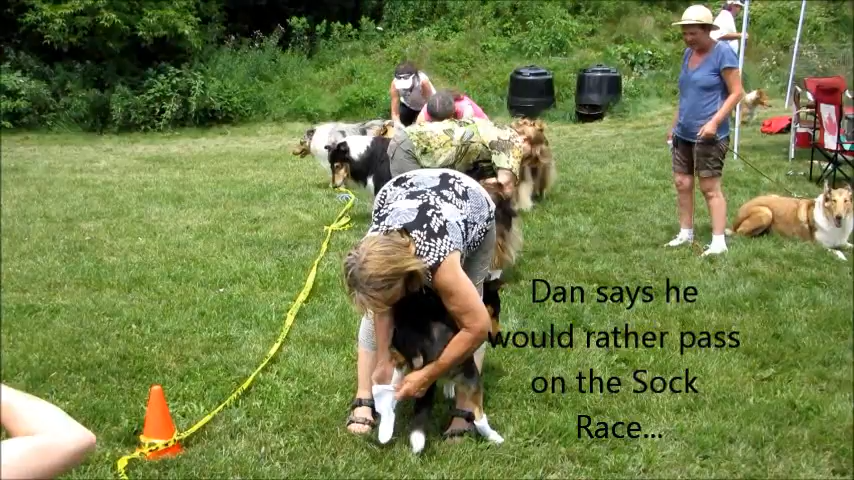 Dan says he
would rather pass
on the Sock
Race...